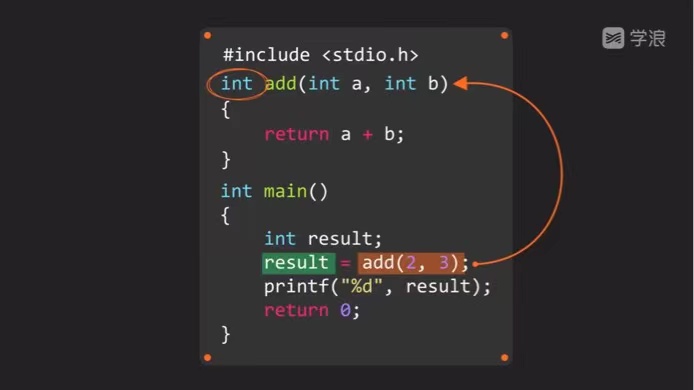 学浪
#include <stdio.h>
int add(int a, int b)
{
    return a + b;
}
int main()
{
    int result;
    result = add(2, 3);
    printf("%d", result);
    return 0;
}